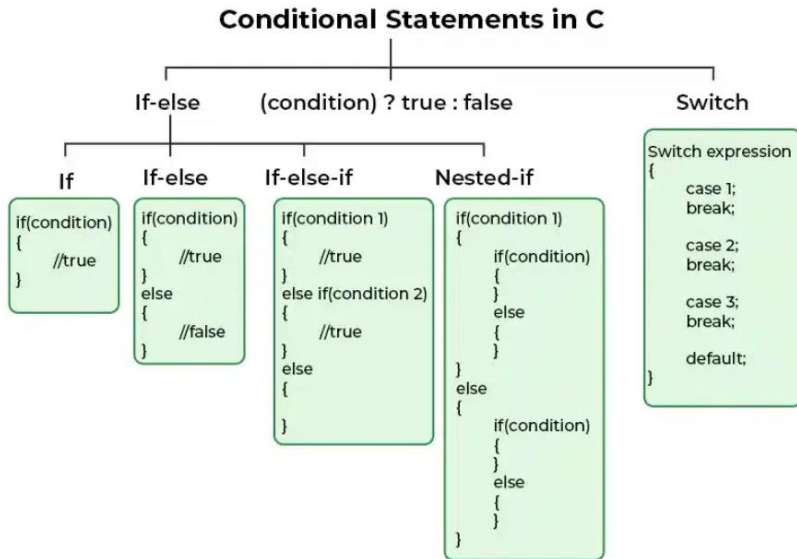 Conditional Statements in C
If-else
(condition) ? true : false
Switch
If
if(condition)
{
//true
}
If-else
if(condition)
{
//true
}
else
{
//false
}
If-else-if
if(condition 1)
{
//true
}
else if(condition 2)
{
//true
}
else
{
}
Nested-if
if(condition 1)
{
if(condition)
{
}
else
{
}
}
else
{
if(condition)
{
}
else
{
}
}
Switch expression
{
case 1;
break;
case 2;
break;
case 3;
break;
default;
}